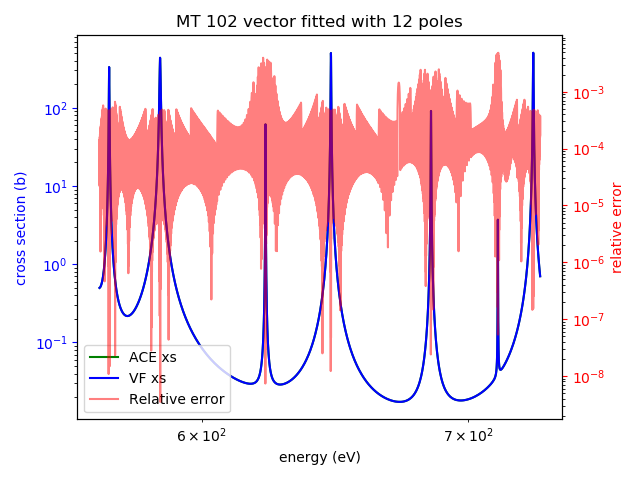 MT 102 vector fitted with 12 poles
cross section (b)
10²
10¹
10⁰
10⁻¹
10⁻³
10⁻⁴
10⁻⁵
10⁻⁶
10⁻⁷
10⁻⁸
relative error
ACE xs
VF xs
Relative error
6 × 10²
7 × 10²
energy (eV)